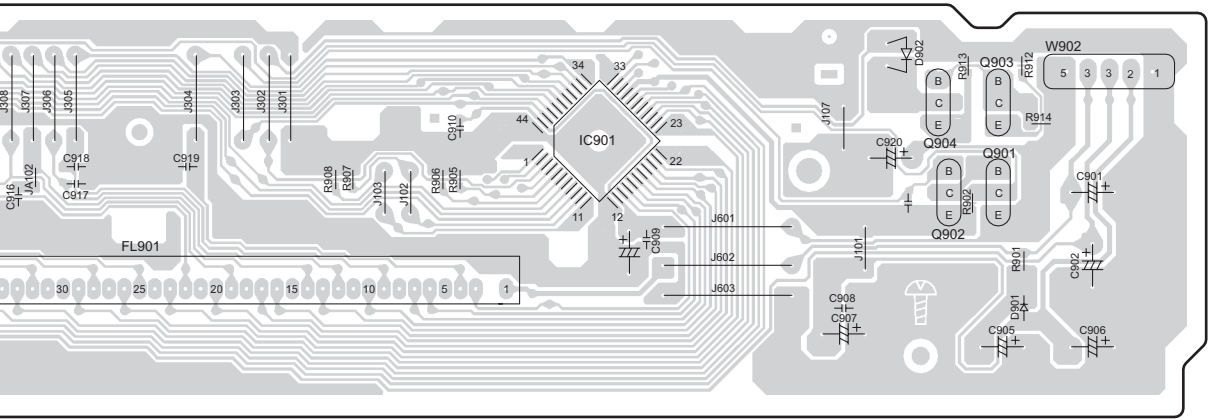 W902
D902
R913
Q903
R912
5 3 3 2 1
34 33
B B
J308
J307
J306
J305
J304
J303
J302
J301
C C
J107
R914
C910
44 23
E E
IC901
C920
Q904 Q901
C918
C919
1 22
B B
C901
JA102
R908
R907
J103
J102
R906
R905
C916
C917
C R902 C
11 12
E E
J601
Q902
FL901
C909
J101
J602
R901
C902
30 25 20 15 10 5 1
J603
C908
D901
C907
C905
C906